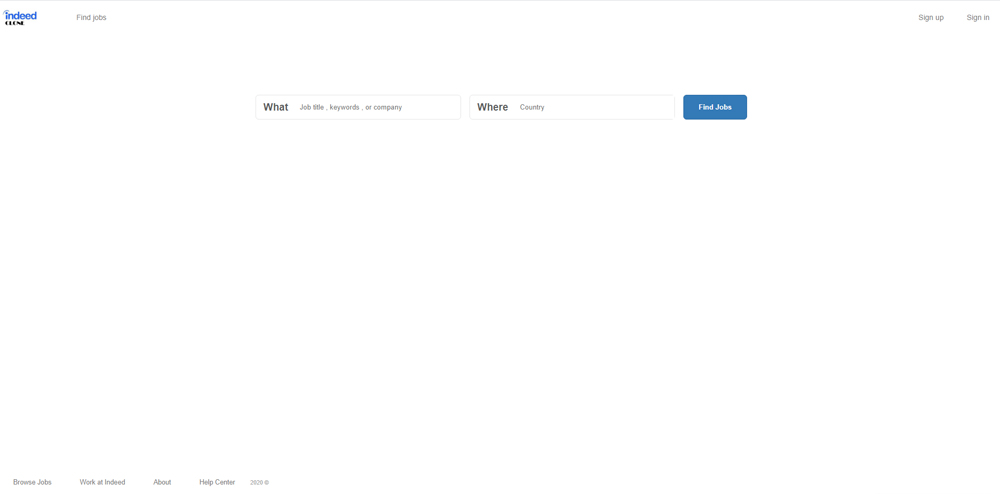 indeed
CLONE
Find jobs
Sign up
Sign in
What Job title , keywords , or company
Where Country
Find Jobs
Browse Jobs
Work at Indeed
About
Help Center
2020 ©